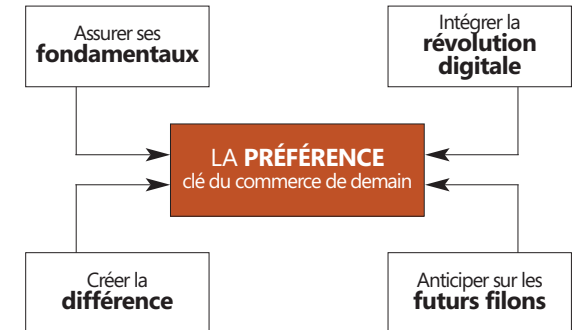 Assurer ses
fondamentaux
Intégrer la
révolution
digitale
LA PRÉFÉRENCE
clé du commerce de demain
Créer la
différence
Anticiper sur les
futurs filons